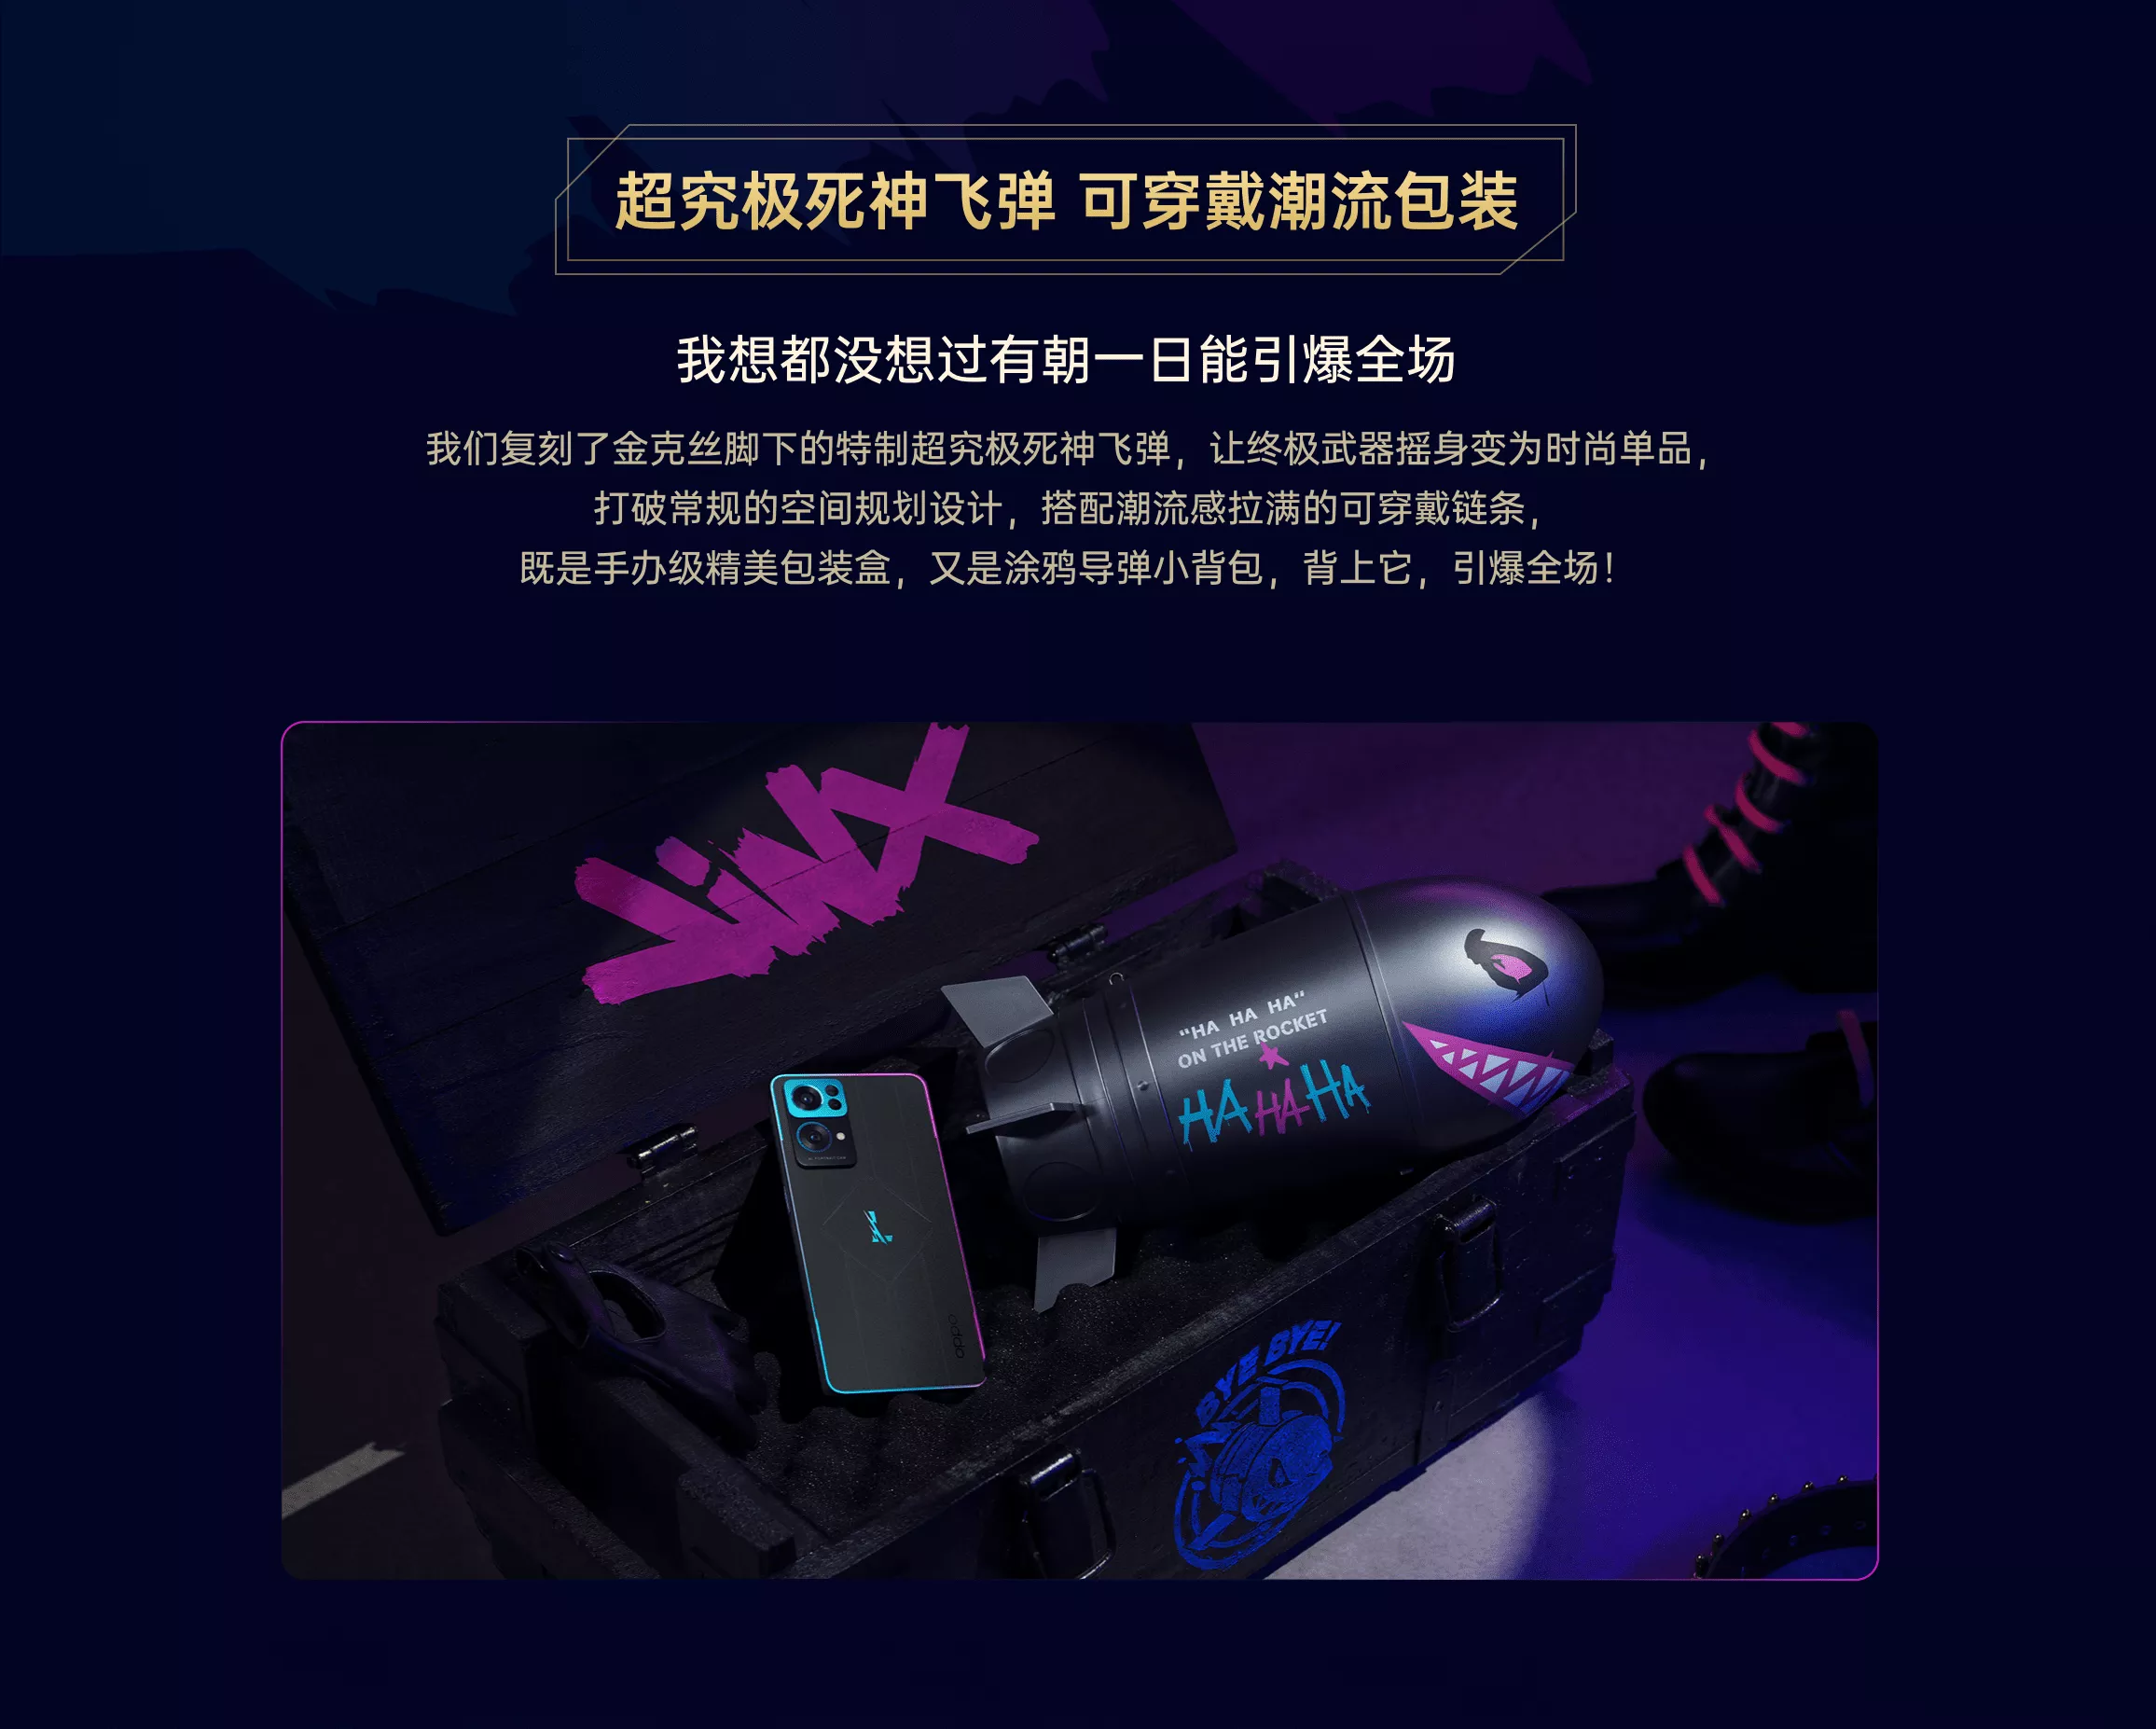 超究极死神飞弹 可穿戴潮流包装
我想都没想过有朝一日能引爆全场
我们复刻了金克丝脚下的特制超究极死神飞弹，让终极武器摇身变为时尚单品，
打破常规的空间规划设计，搭配潮流感拉满的可穿戴链条，
既是手办级精美包装盒，又是涂鸦导弹小背包，背上它，引爆全场！
JINX
"HA HA HA"
ON THE ROCKET
HAHAHA
oppo
BYE BYE!